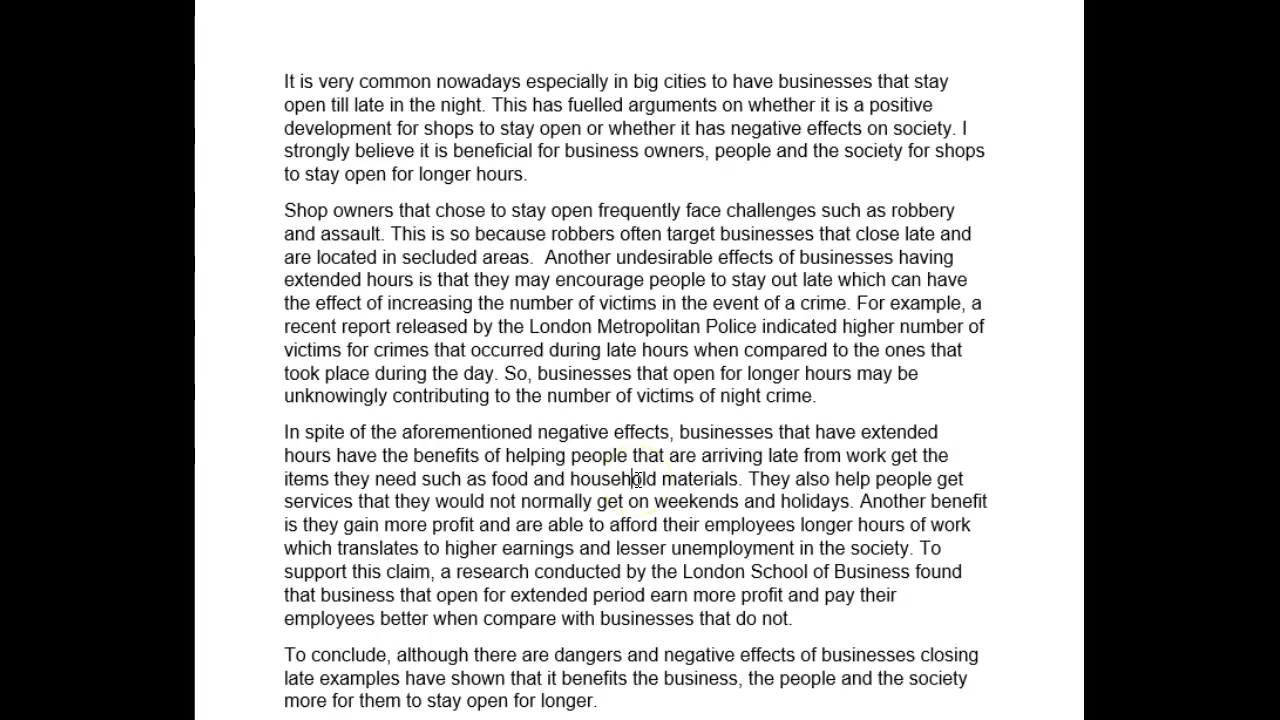 It is very common nowadays especially in big cities to have businesses that stay
open till late in the night. This has fuelled arguments on whether it is a positive
development for shops to stay open or whether it has negative effects on society. I
strongly believe it is beneficial for business owners, people and the society for shops
to stay open for longer hours.
Shop owners that chose to stay open frequently face challenges such as robbery
and assault. This is so because robbers often target businesses that close late and
are located in secluded areas.  Another undesirable effects of businesses having
extended hours is that they may encourage people to stay out late which can have
the effect of increasing the number of victims in the event of a crime. For example, a
recent report released by the London Metropolitan Police indicated higher number of
victims for crimes that occurred during late hours when compared to the ones that
took place during the day. So, businesses that open for longer hours may be
unknowingly contributing to the number of victims of night crime.
In spite of the aforementioned negative effects, businesses that have extended
hours have the benefits of helping people that are arriving late from work get the
items they need such as food and household materials. They also help people get
services that they would not normally get on weekends and holidays. Another benefit
is they gain more profit and are able to afford their employees longer hours of work
which translates to higher earnings and lesser unemployment in the society. To
support this claim, a research conducted by the London School of Business found
that business that open for extended period earn more profit and pay their
employees better when compare with businesses that do not.
To conclude, although there are dangers and negative effects of businesses closing
late examples have shown that it benefits the business, the people and the society
more for them to stay open for longer.